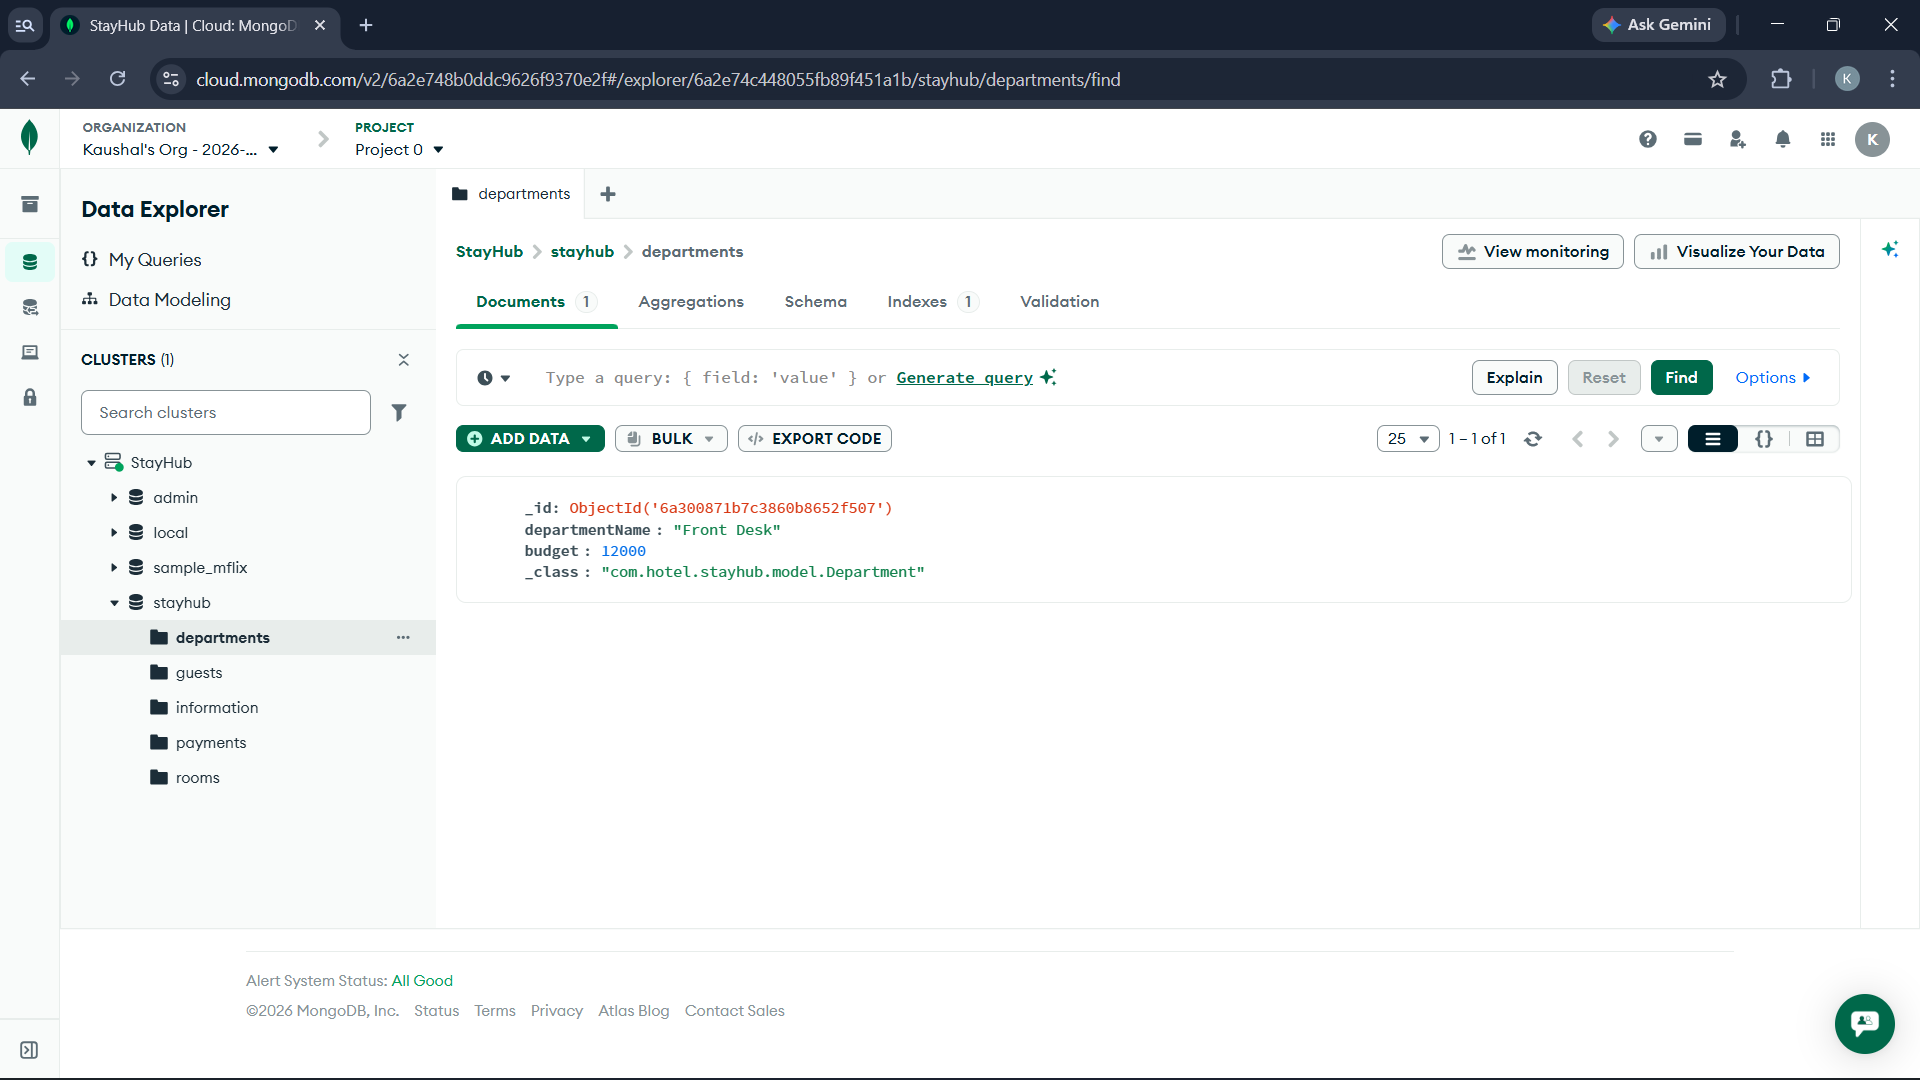 StayHub Data | Cloud: MongoD
Ask Gemini
cloud.mongodb.com/v2/6a2e748b0ddc9626f9370e2f#/explorer/6a2e74c448055fb89f451a1b/stayhub/departments/find
K
ORGANIZATION
Kaushal's Org - 2026-...
PROJECT
Project 0
K
Data Explorer
My Queries
Data Modeling
CLUSTERS (1)
Search clusters
StayHub
admin
local
sample_mflix
stayhub
departments
guests
information
payments
rooms
departments
StayHub > stayhub > departments
View monitoring
Visualize Your Data
Documents 1 Aggregations Schema Indexes 1 Validation
Type a query: { field: 'value' } or Generate query
Explain Reset Find Options
ADD DATA BULK EXPORT CODE
25 1 – 1 of 1
_id: ObjectId('6a300871b7c3860b8652f507')
departmentName : "Front Desk"
budget : 12000
_class : "com.hotel.stayhub.model.Department"
Alert System Status: All Good
©2026 MongoDB, Inc. Status Terms Privacy Atlas Blog Contact Sales